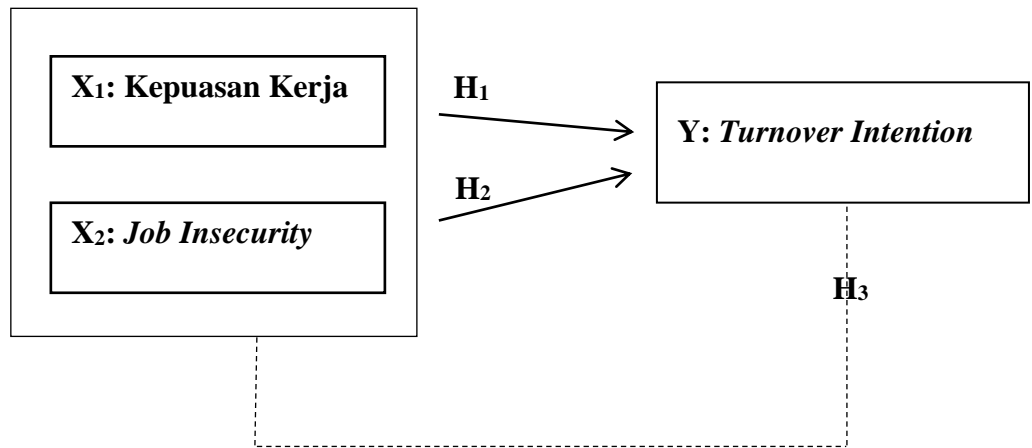 X₁: Kepuasan Kerja
H₁
Y: Turnover Intention
H₂
X₂: Job Insecurity
H₃